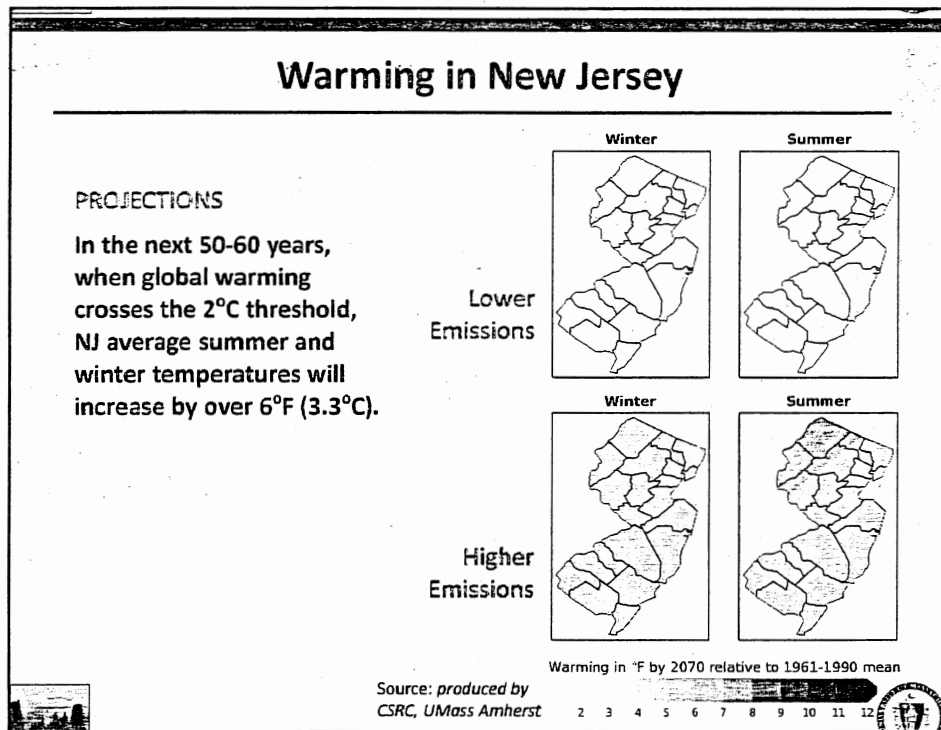 Warming in New Jersey
PROJECTIONS
In the next 50-60 years,
when global warming
crosses the 2°C threshold,
NJ average summer and
winter temperatures will
increase by over 6°F (3.3°C).
Winter
Summer
Lower
Emissions
Winter
Summer
Higher
Emissions
Warming in °F by 2070 relative to 1961-1990 mean
2 3 4 5 6 7 8 9 10 11 12
Source: produced by
CSRC, UMass Amherst